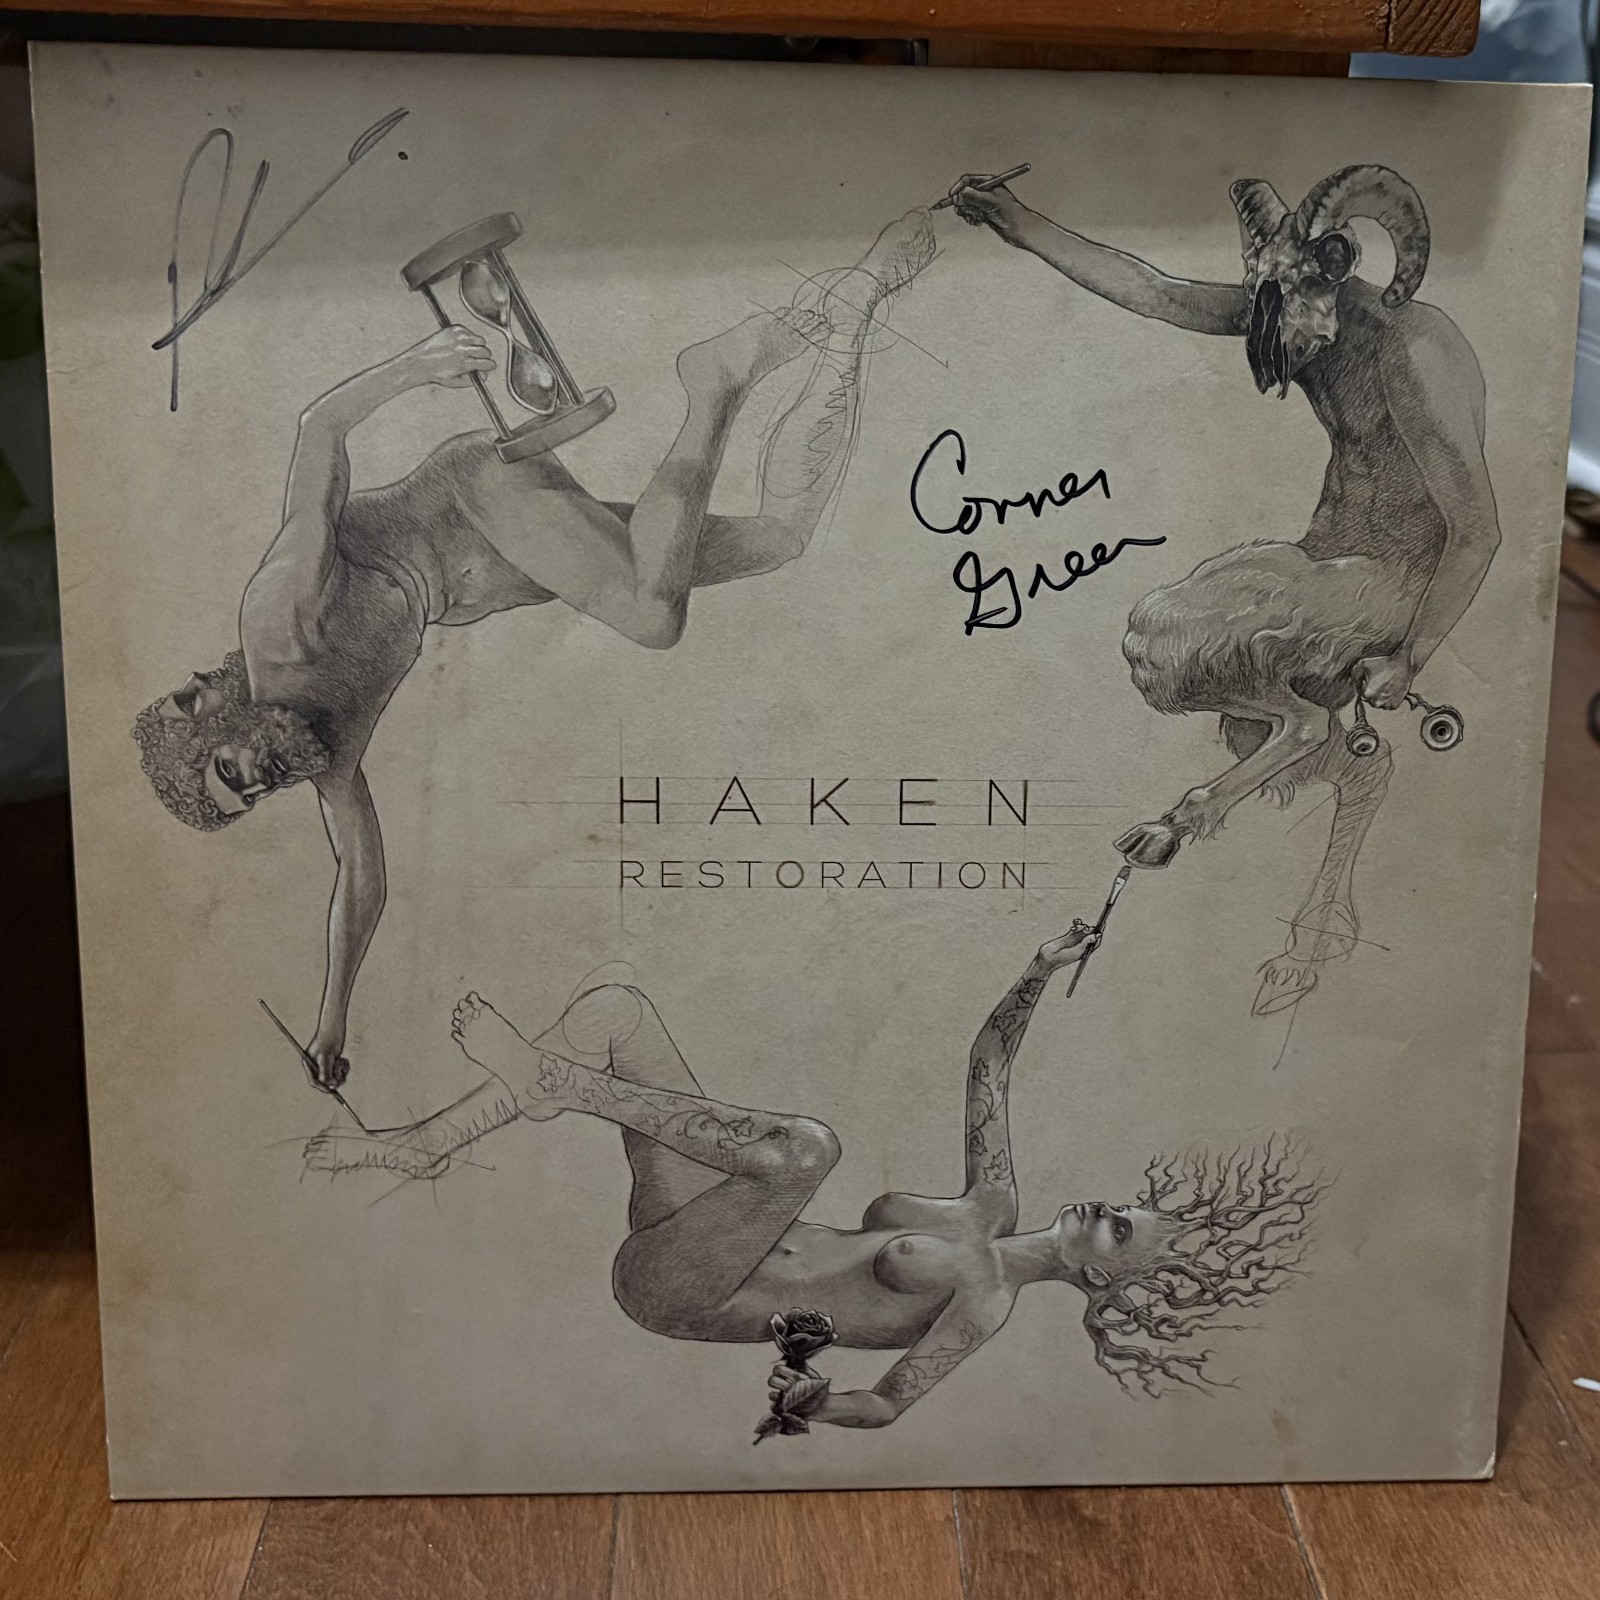 Conner
Green
HAKEN
RESTORATION